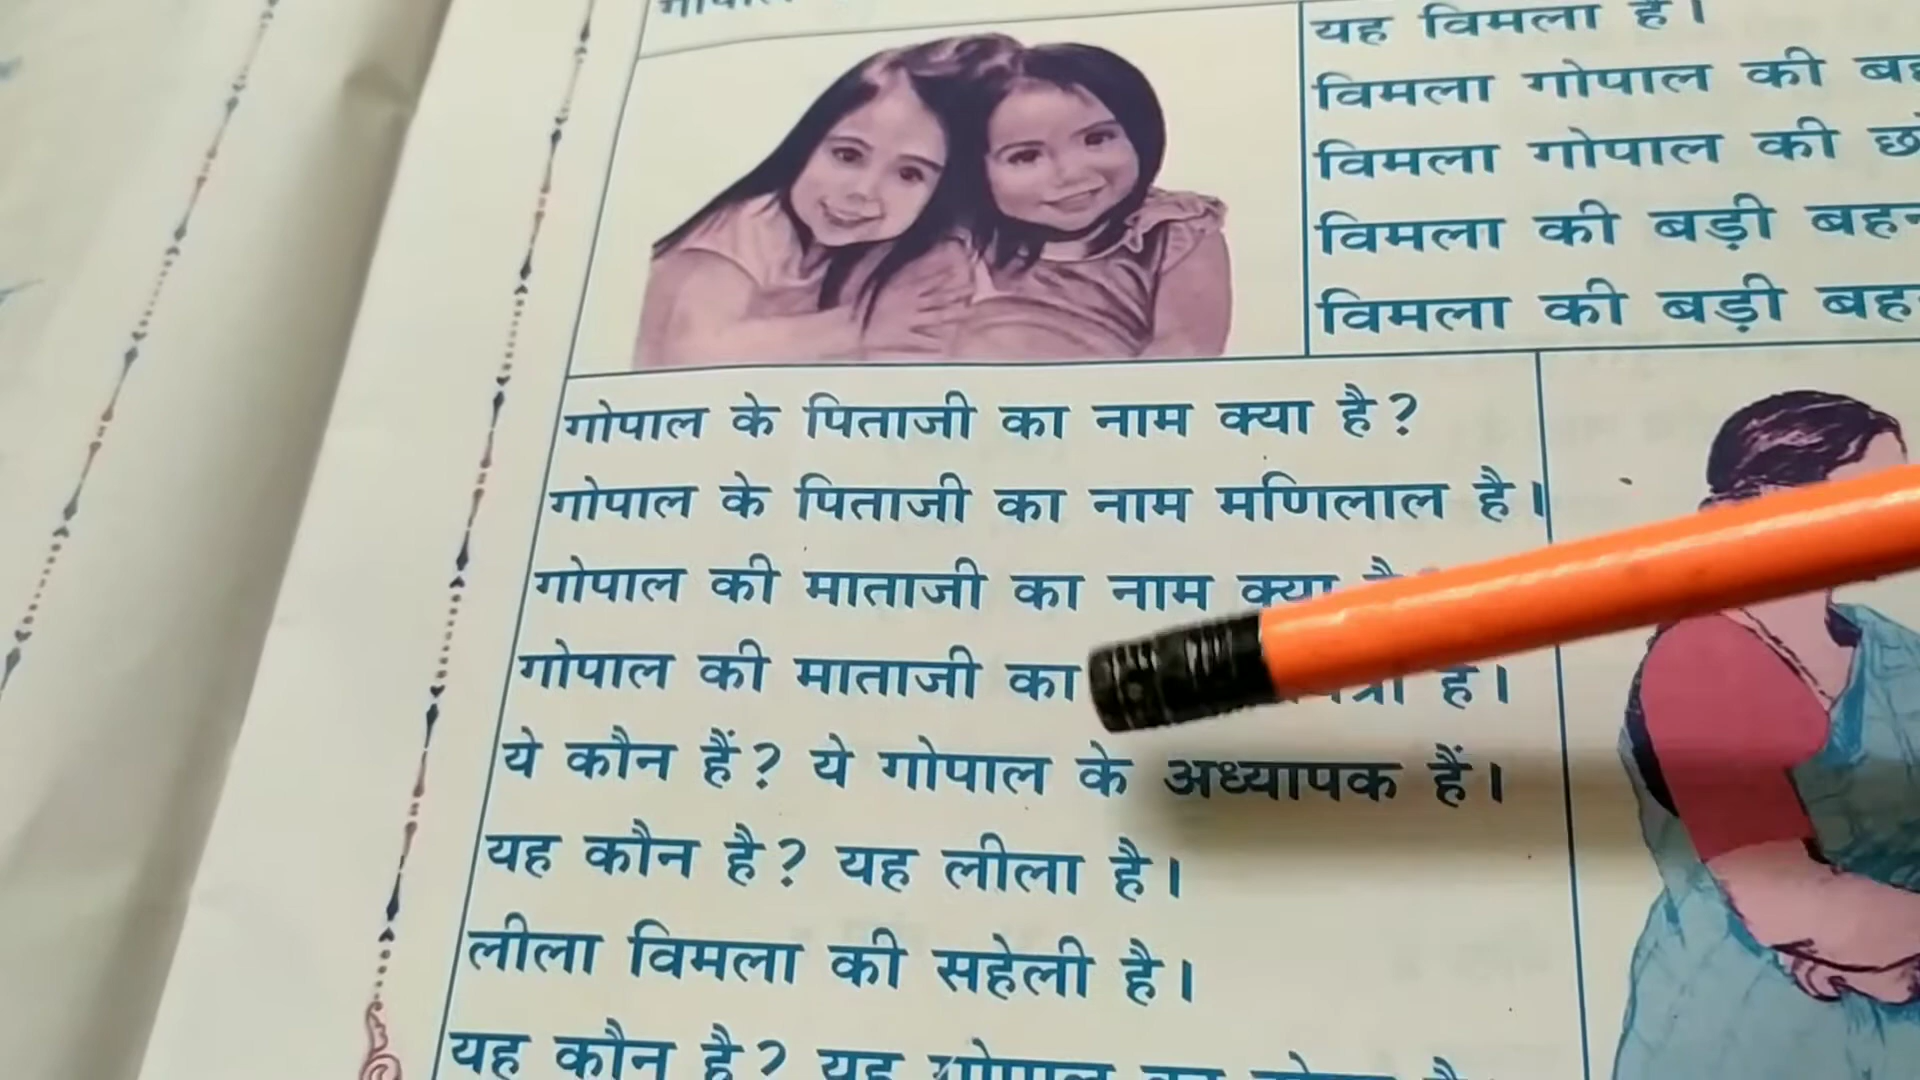 यह विमला है।
विमला गोपाल की
विमला गोपाल की
विमला की बड़ी
विमला की बड़ी
गोपाल के पिताजी का नाम क्या है?
गोपाल के पिताजी का नाम मणिलाल है।
गोपाल की माताजी का नाम क्या
गोपाल की माताजी का है।
ये कौन हैं? ये गोपाल के अध्यापक हैं।
यह कौन है? यह लीला है।
लीला विमला की सहेली है।
यह कौन है? यह गोपाल